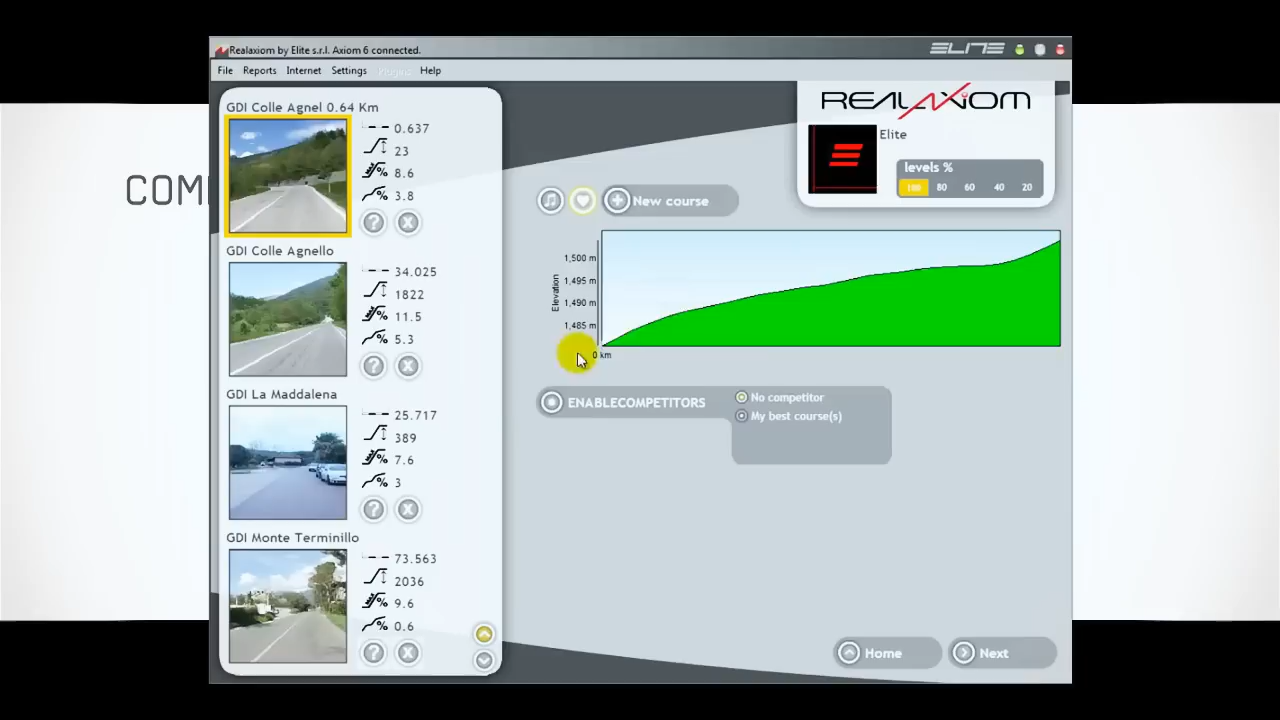 COM
Realaxiom by Elite s.r.l. Axiom 6 connected.
ELITE
File Reports Internet Settings Plugins Help
GDI Colle Agnel 0.64 Km
0.637
23
8.6
3.8
GDI Colle Agnello
34.025
1822
11.5
5.3
GDI La Maddalena
25.717
389
7.6
3
GDI Monte Terminillo
73.563
2036
9.6
0.6
REALAXIOM
Elite
levels %
100 80 60 40 20
New course
Elevation
1,500 m
1,495 m
1,490 m
1,485 m
0 km
ENABLECOMPETITORS
No competitor
My best course(s)
Home
Next